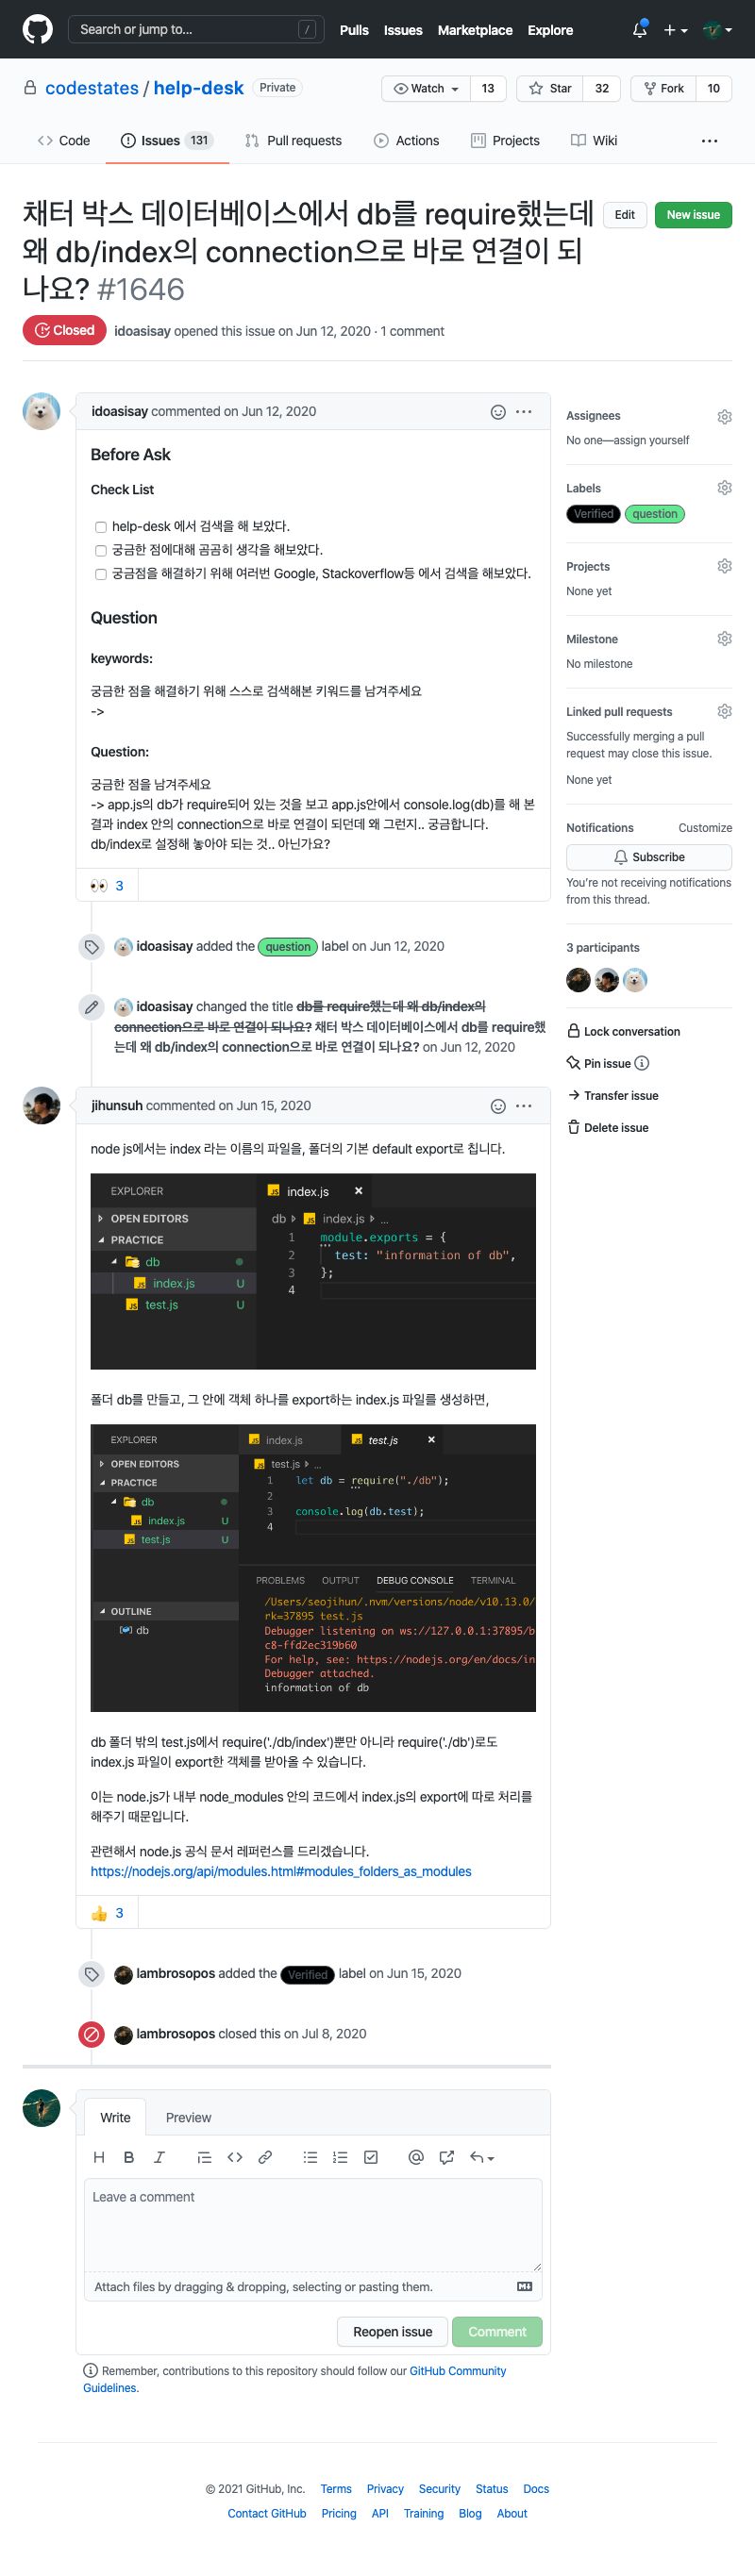 Search or jump to... /
Pulls Issues Marketplace Explore
codestates / help-desk Private
Watch 13 Star 32 Fork 10
Code Issues 131 Pull requests Actions Projects Wiki
채터 박스 데이터베이스에서 db를 require했는데
왜 db/index의 connection으로 바로 연결이 되
나요? #1646
Edit New issue
Closed idoasisay opened this issue on Jun 12, 2020 · 1 comment
idoasisay commented on Jun 12, 2020
Before Ask
Check List
help-desk 에서 검색을 해 보았다.
궁금한 점에대해 곰곰히 생각을 해보았다.
궁금점을 해결하기 위해 여러번 Google, Stackoverflow등 에서 검색을 해보았다.
Question
keywords:
궁금한 점을 해결하기 위해 스스로 검색해본 키워드를 남겨주세요
->
Question:
궁금한 점을 남겨주세요
-> app.js의 db가 require되어 있는 것을 보고 app.js안에서 console.log(db)를 해 본
결과 index 안의 connection으로 바로 연결이 되던데 왜 그런지.. 궁금합니다.
db/index로 설정해 놓아야 되는 것.. 아닌가요?
👀 3
idoasisay added the question label on Jun 12, 2020
idoasisay changed the title db를 require했는데 왜 db/index의
connection으로 바로 연결이 되나요? 채터 박스 데이터베이스에서 db를 require했
는데 왜 db/index의 connection으로 바로 연결이 되나요? on Jun 12, 2020
jihunsuh commented on Jun 15, 2020
node js에서는 index 라는 이름의 파일을, 폴더의 기본 default export로 칩니다.
EXPLORER
OPEN EDITORS
PRACTICE
db
index.js U
test.js U
index.js ×
db index.js ...
1 module.exports = {
2 test: "information of db",
3 };
4
폴더 db를 만들고, 그 안에 객체 하나를 export하는 index.js 파일를 생성하면,
EXPLORER
OPEN EDITORS
PRACTICE
db
index.js U
test.js U
OUTLINE
db
index.js test.js ×
test.js ...
1 let db = require("./db");
2
3 console.log(db.test);
4
PROBLEMS OUTPUT DEBUG CONSOLE TERMINAL
/Users/seojihun/.nvm/versions/node/v10.13.0/
rk=37895 test.js
Debugger listening on ws://127.0.0.1:37895/b
c8-ffd2ec319b60
For help, see: https://nodejs.org/en/docs/in
Debugger attached.
information of db
db 폴더 밖의 test.js에서 require('./db/index')뿐만 아니라 require('./db')로도
index.js 파일이 export한 객체를 받아올 수 있습니다.
이는 node.js가 내부 node_modules 안의 코드에서 index.js의 export에 따로 처리를
해주기 때문입니다.
관련해서 node.js 공식 문서 레퍼런스를 드리겠습니다.
https://nodejs.org/api/modules.html#modules_folders_as_modules
👍 3
lambrosopos added the Verified label on Jun 15, 2020
lambrosopos closed this on Jul 8, 2020
Write Preview
Leave a comment
Attach files by dragging & dropping, selecting or pasting them.
Reopen issue Comment
Remember, contributions to this repository should follow our GitHub Community
Guidelines.
Assignees
No one—assign yourself
Labels
Verified question
Projects
None yet
Milestone
No milestone
Linked pull requests
Successfully merging a pull
request may close this issue.
None yet
Notifications Customize
Subscribe
You're not receiving notifications
from this thread.
3 participants
Lock conversation
Pin issue
Transfer issue
Delete issue
© 2021 GitHub, Inc. Terms Privacy Security Status Docs
Contact GitHub Pricing API Training Blog About